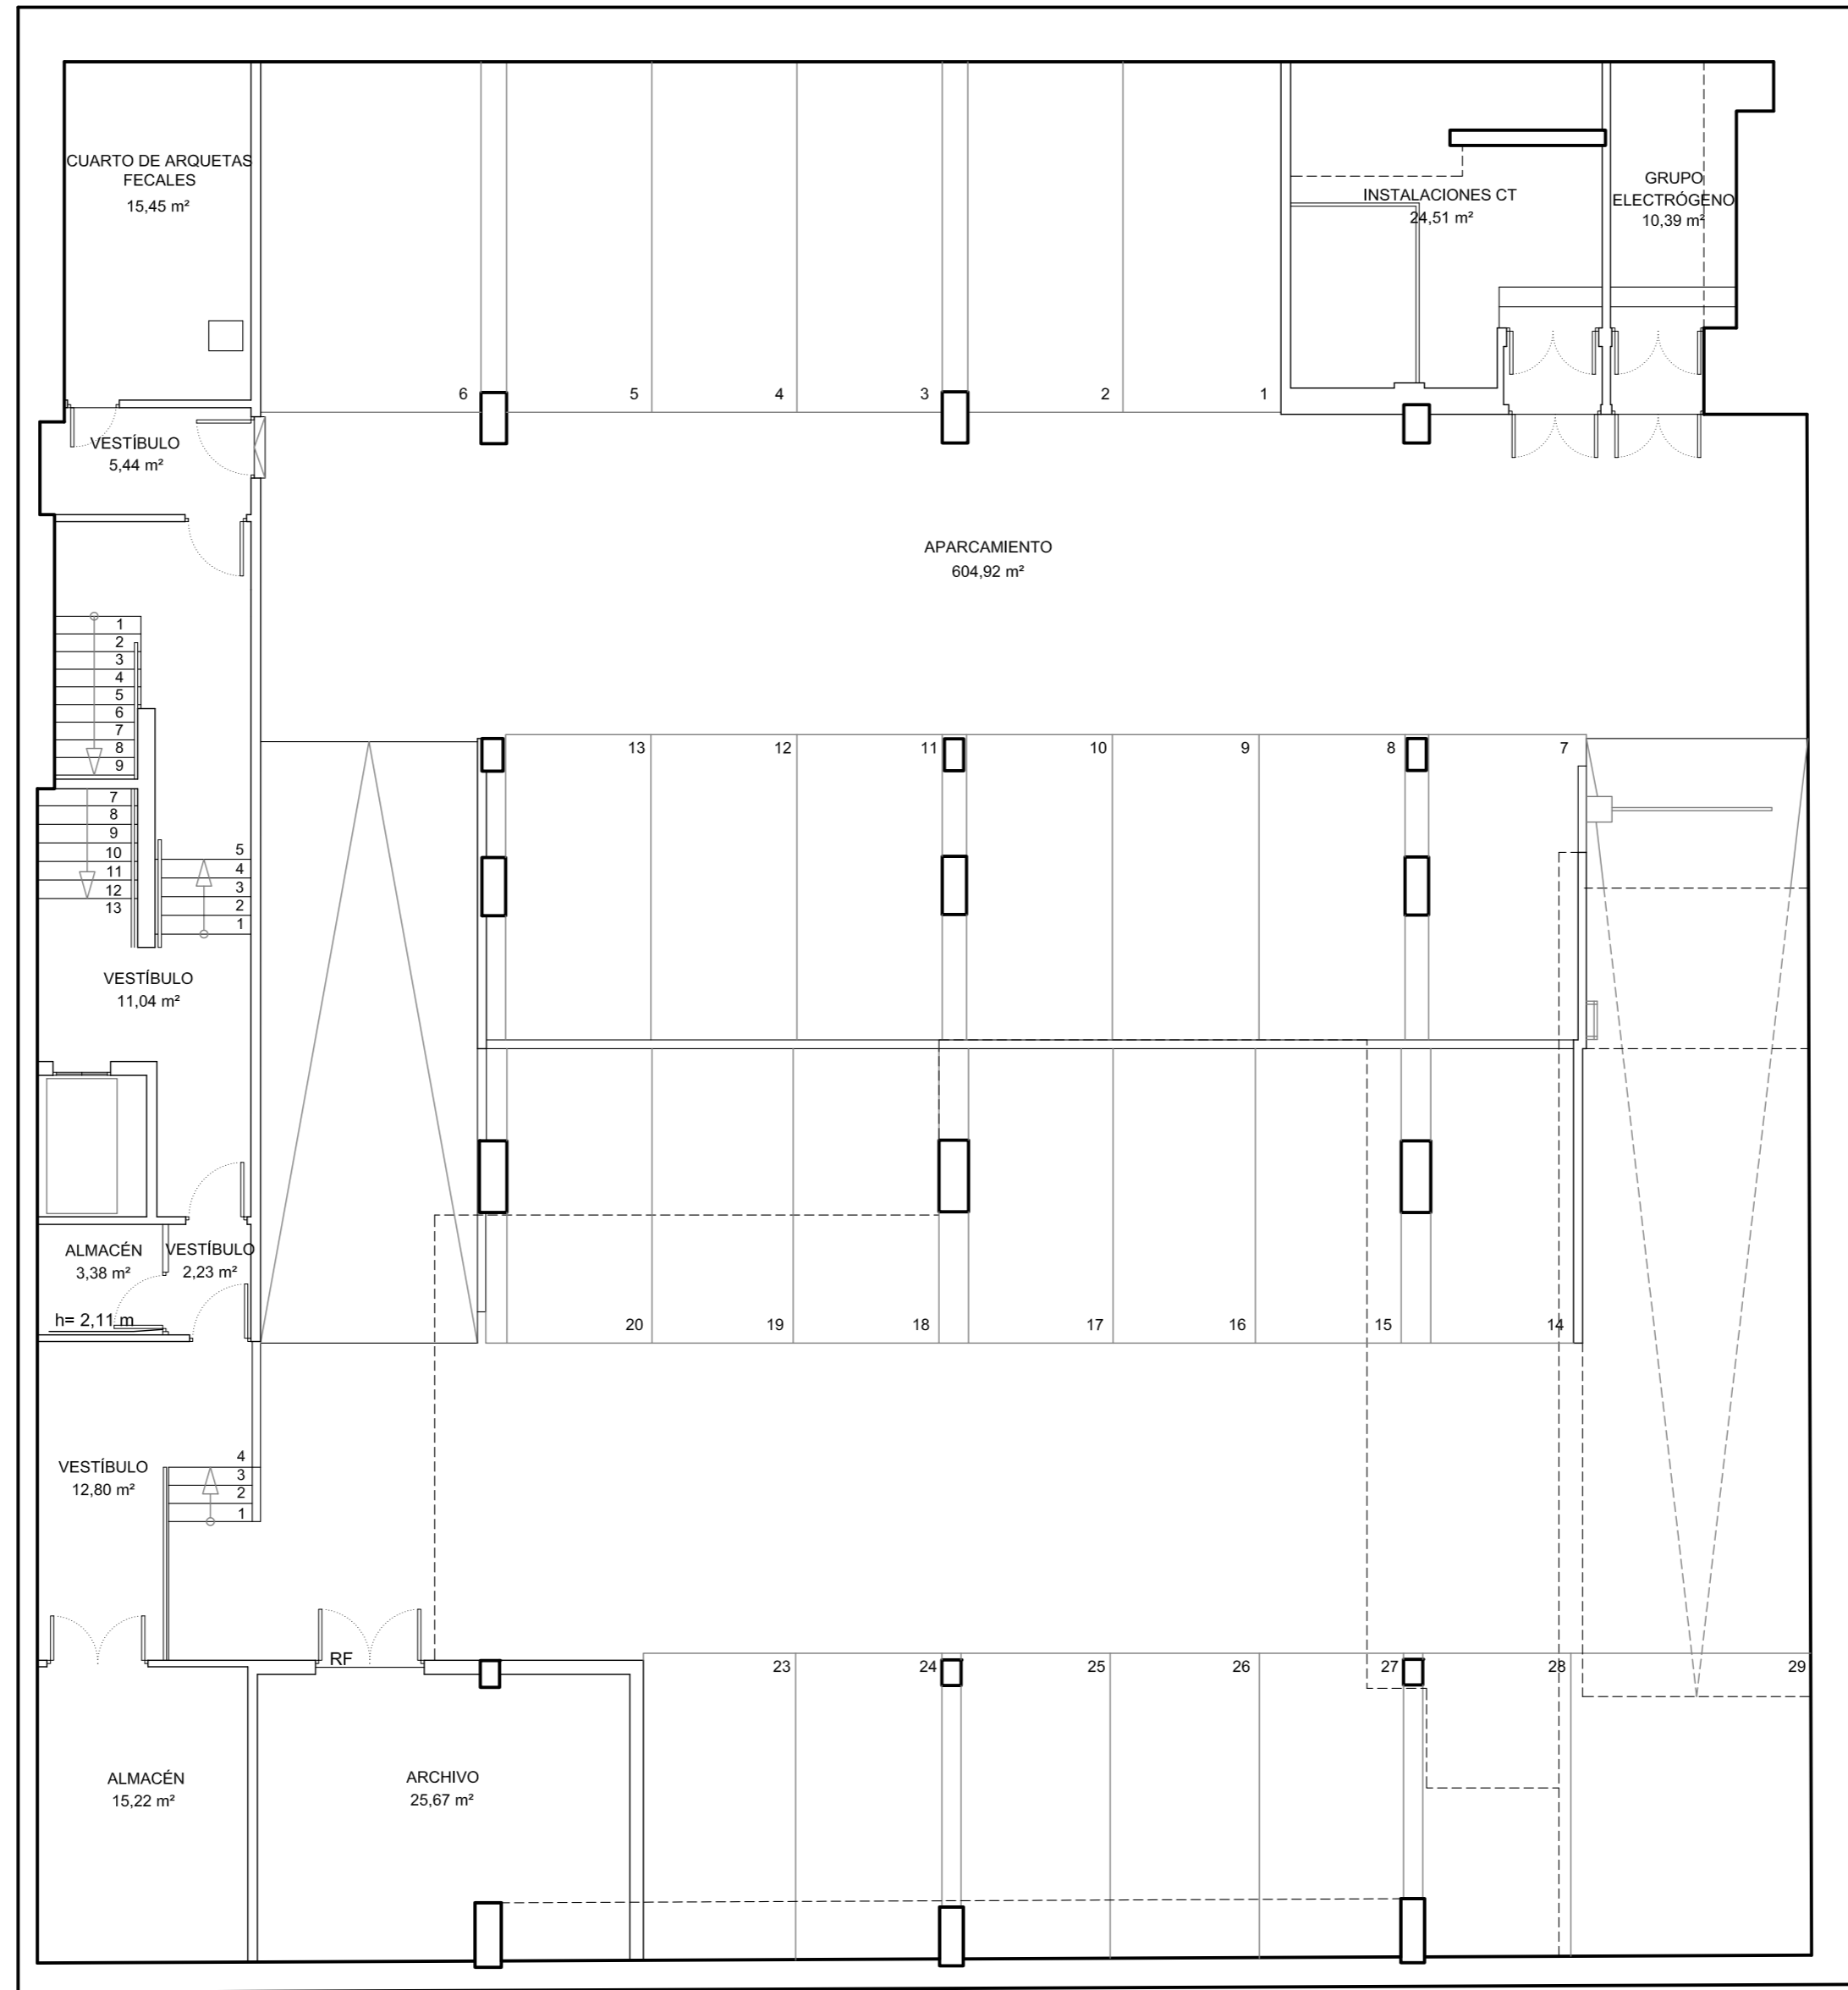 CUARTO DE ARQUETAS
FECALES
15,45 m²
INSTALACIONES CT
24,51 m²
GRUPO
ELECTRÓGENO
10,39 m²
6
5
4
3
2
1
VESTÍBULO
5,44 m²
APARCAMIENTO
604,92 m²
1
2
3
4
5
6
7
8
9
13
12
11
10
9
8
7
7
8
9
10
11
12
13
5
4
3
2
1
VESTÍBULO
11,04 m²
ALMACÉN
3,38 m²
VESTÍBULO
2,23 m²
h= 2,11 m
20
19
18
17
16
15
14
VESTÍBULO
12,80 m²
4
3
2
1
RF
23
24
25
26
27
28
29
ALMACÉN
15,22 m²
ARCHIVO
25,67 m²